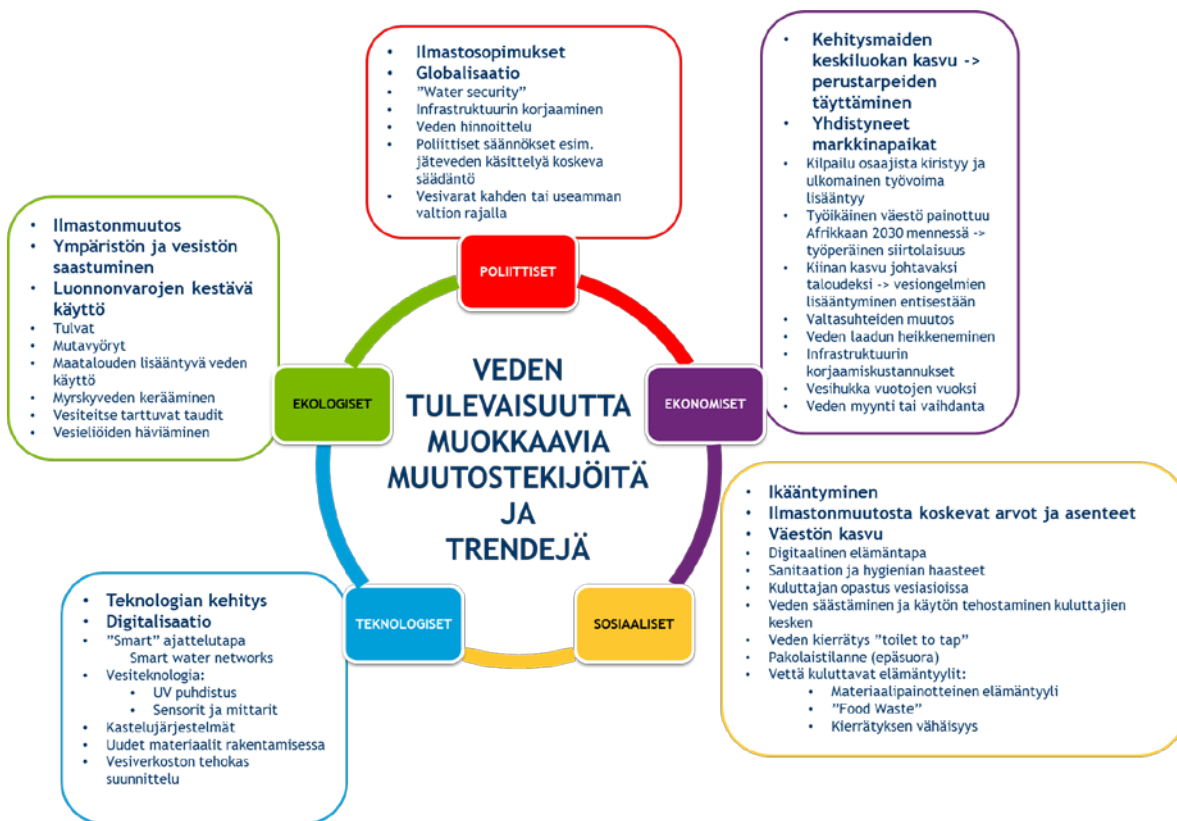 • Ilmastosopimukset
• Globalisaatio
• "Water security"
• Infrastruktuurin korjaaminen
• Veden hinnoittelu
• Poliittiset säännökset esim.
jäteveden käsittelyä koskeva
säädäntö
• Vesivarat kahden tai useamman
valtion rajalla
POLIITTISET
• Kehitysmaiden
keskiluokan kasvu ->
perustarpeiden
täyttäminen
• Yhdistyneet
markkinapaikat
• Kilpailu osaajista kiristyy ja
ulkomainen työvoima
lisääntyy
• Työikäinen väestö painottuu
Afrikkaan 2030 mennessä ->
työperäinen siirtolaisuus
• Kiinan kasvu johtavaksi
taloudeksi -> vesiongelmien
lisääntyminen entisestään
• Valtasuhteiden muutos
• Veden laadun heikkeneminen
• Infrastruktuurin
korjaamiskustannukset
• Vesihukka vuotojen vuoksi
• Veden myynti tai vaihdanta
EKONOMISET
• Ilmastonmuutos
• Ympäristön ja vesistön
saastuminen
• Luonnonvarojen kestävä
käyttö
• Tulvat
• Mutavyöryt
• Maatalouden lisääntyvä veden
käyttö
• Myrskyveden kerääminen
• Vesiteitse tarttuvat taudit
• Vesieliöiden häviäminen
EKOLOGISET
VEDEN
TULEVAISUUTTA
MUOKKAAVIA
MUUTOSTEKIJÖITÄ
JA
TRENDEJÄ
• Ikääntyminen
• Ilmastonmuutosta koskevat arvot ja asenteet
• Väestön kasvu
• Digitaalinen elämäntapa
• Sanitaation ja hygienian haasteet
• Kuluttajan opastus vesiasioissa
• Veden säästäminen ja käytön tehostaminen kuluttajien
kesken
• Veden kierrätys "toilet to tap"
• Pakolaistilanne (epäsuora)
• Vettä kuluttavat elämäntyylit:
• Materiaalipainotteinen elämäntyyli
• "Food Waste"
• Kierrätyksen vähäisyys
SOSIAALISET
• Teknologian kehitys
• Digitalisaatio
• "Smart" ajattelutapa
Smart water networks
• Vesiteknologia:
• UV puhdistus
• Sensorit ja mittarit
• Kastelujärjestelmät
• Uudet materiaalit rakentamisessa
• Vesiverkoston tehokas
suunnittelu
TEKNOLOGISET